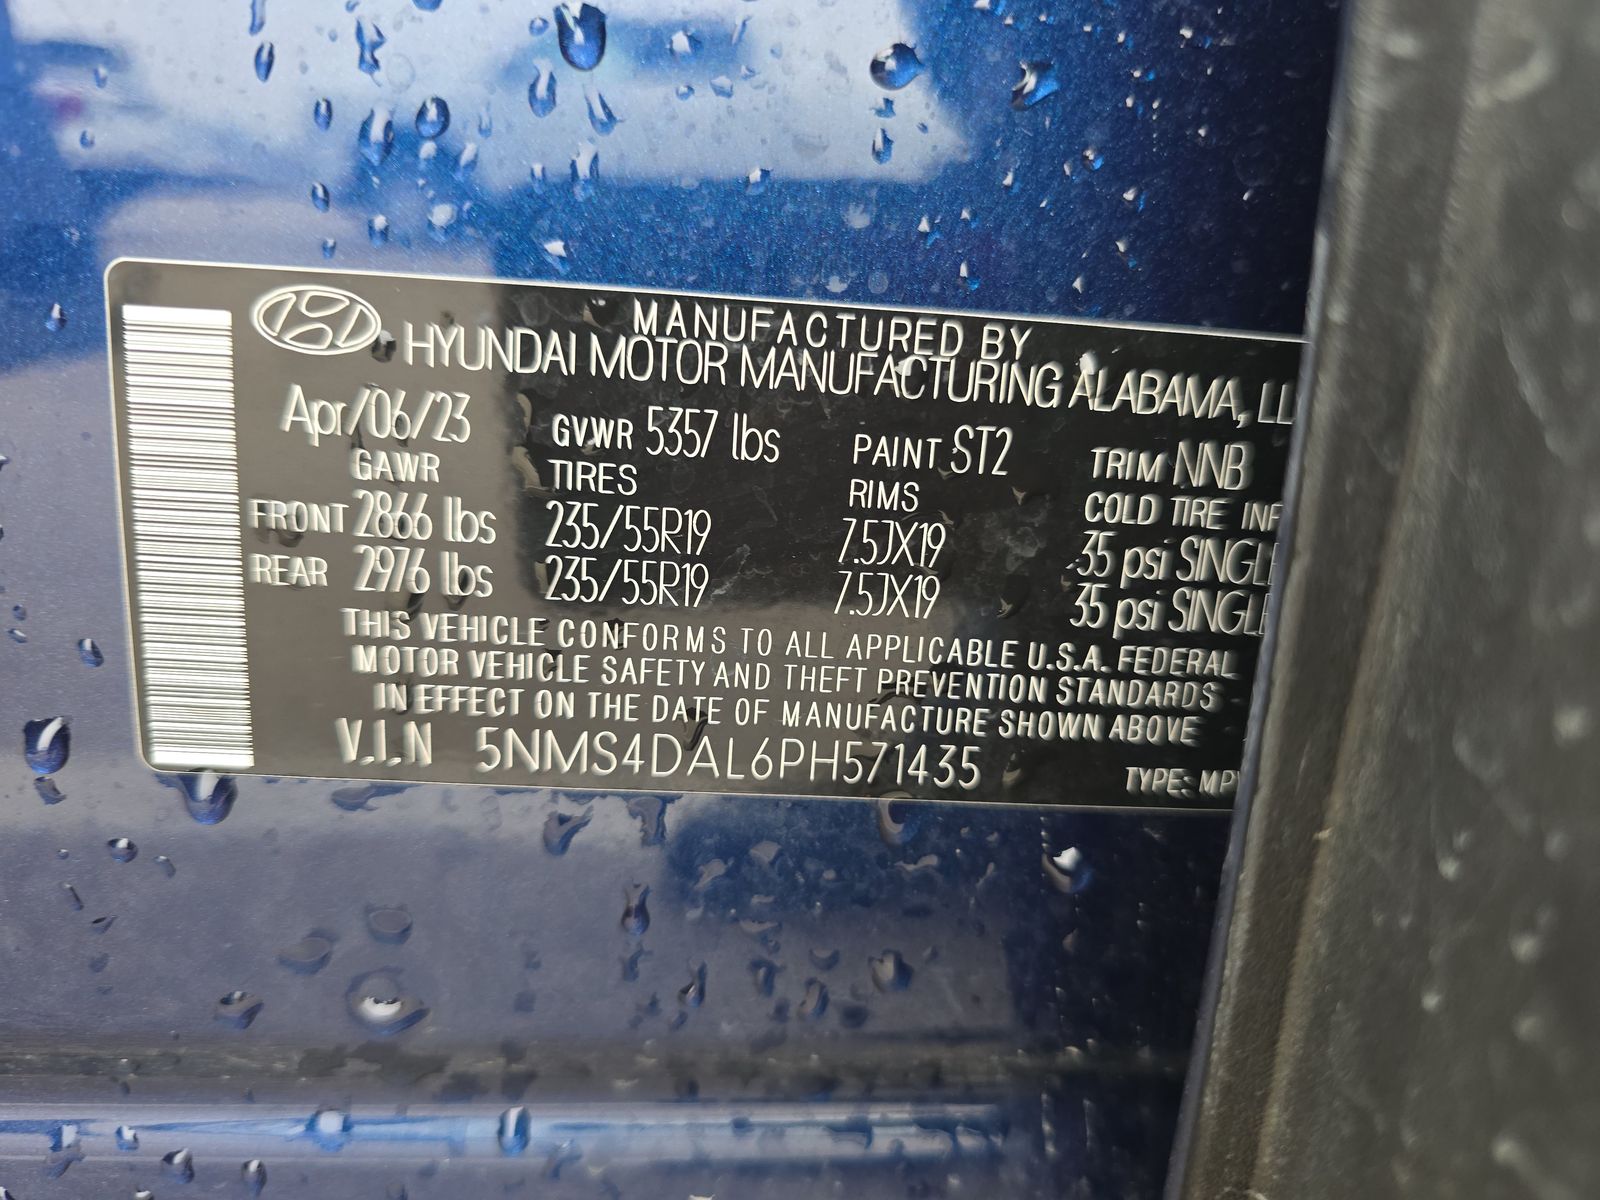 MANUFACTURED BY
HYUNDAI MOTOR MANUFACTURING ALABAMA, LL
Apr/06/23 GVWR 5357 lbs PAINT ST2 TRIM NNB
GAWR TIRES RIMS COLD TIRE INF
FRONT 2866 lbs 235/55R19 7.5JX19 35 psi SINGLE
REAR 2976 lbs 235/55R19 7.5JX19 35 psi SINGLE
THIS VEHICLE CONFORMS TO ALL APPLICABLE U.S.A. FEDERAL
MOTOR VEHICLE SAFETY AND THEFT PREVENTION STANDARDS
IN EFFECT ON THE DATE OF MANUFACTURE SHOWN ABOVE
V.I.N 5NMS4DAL6PH571435 TYPE: MPV